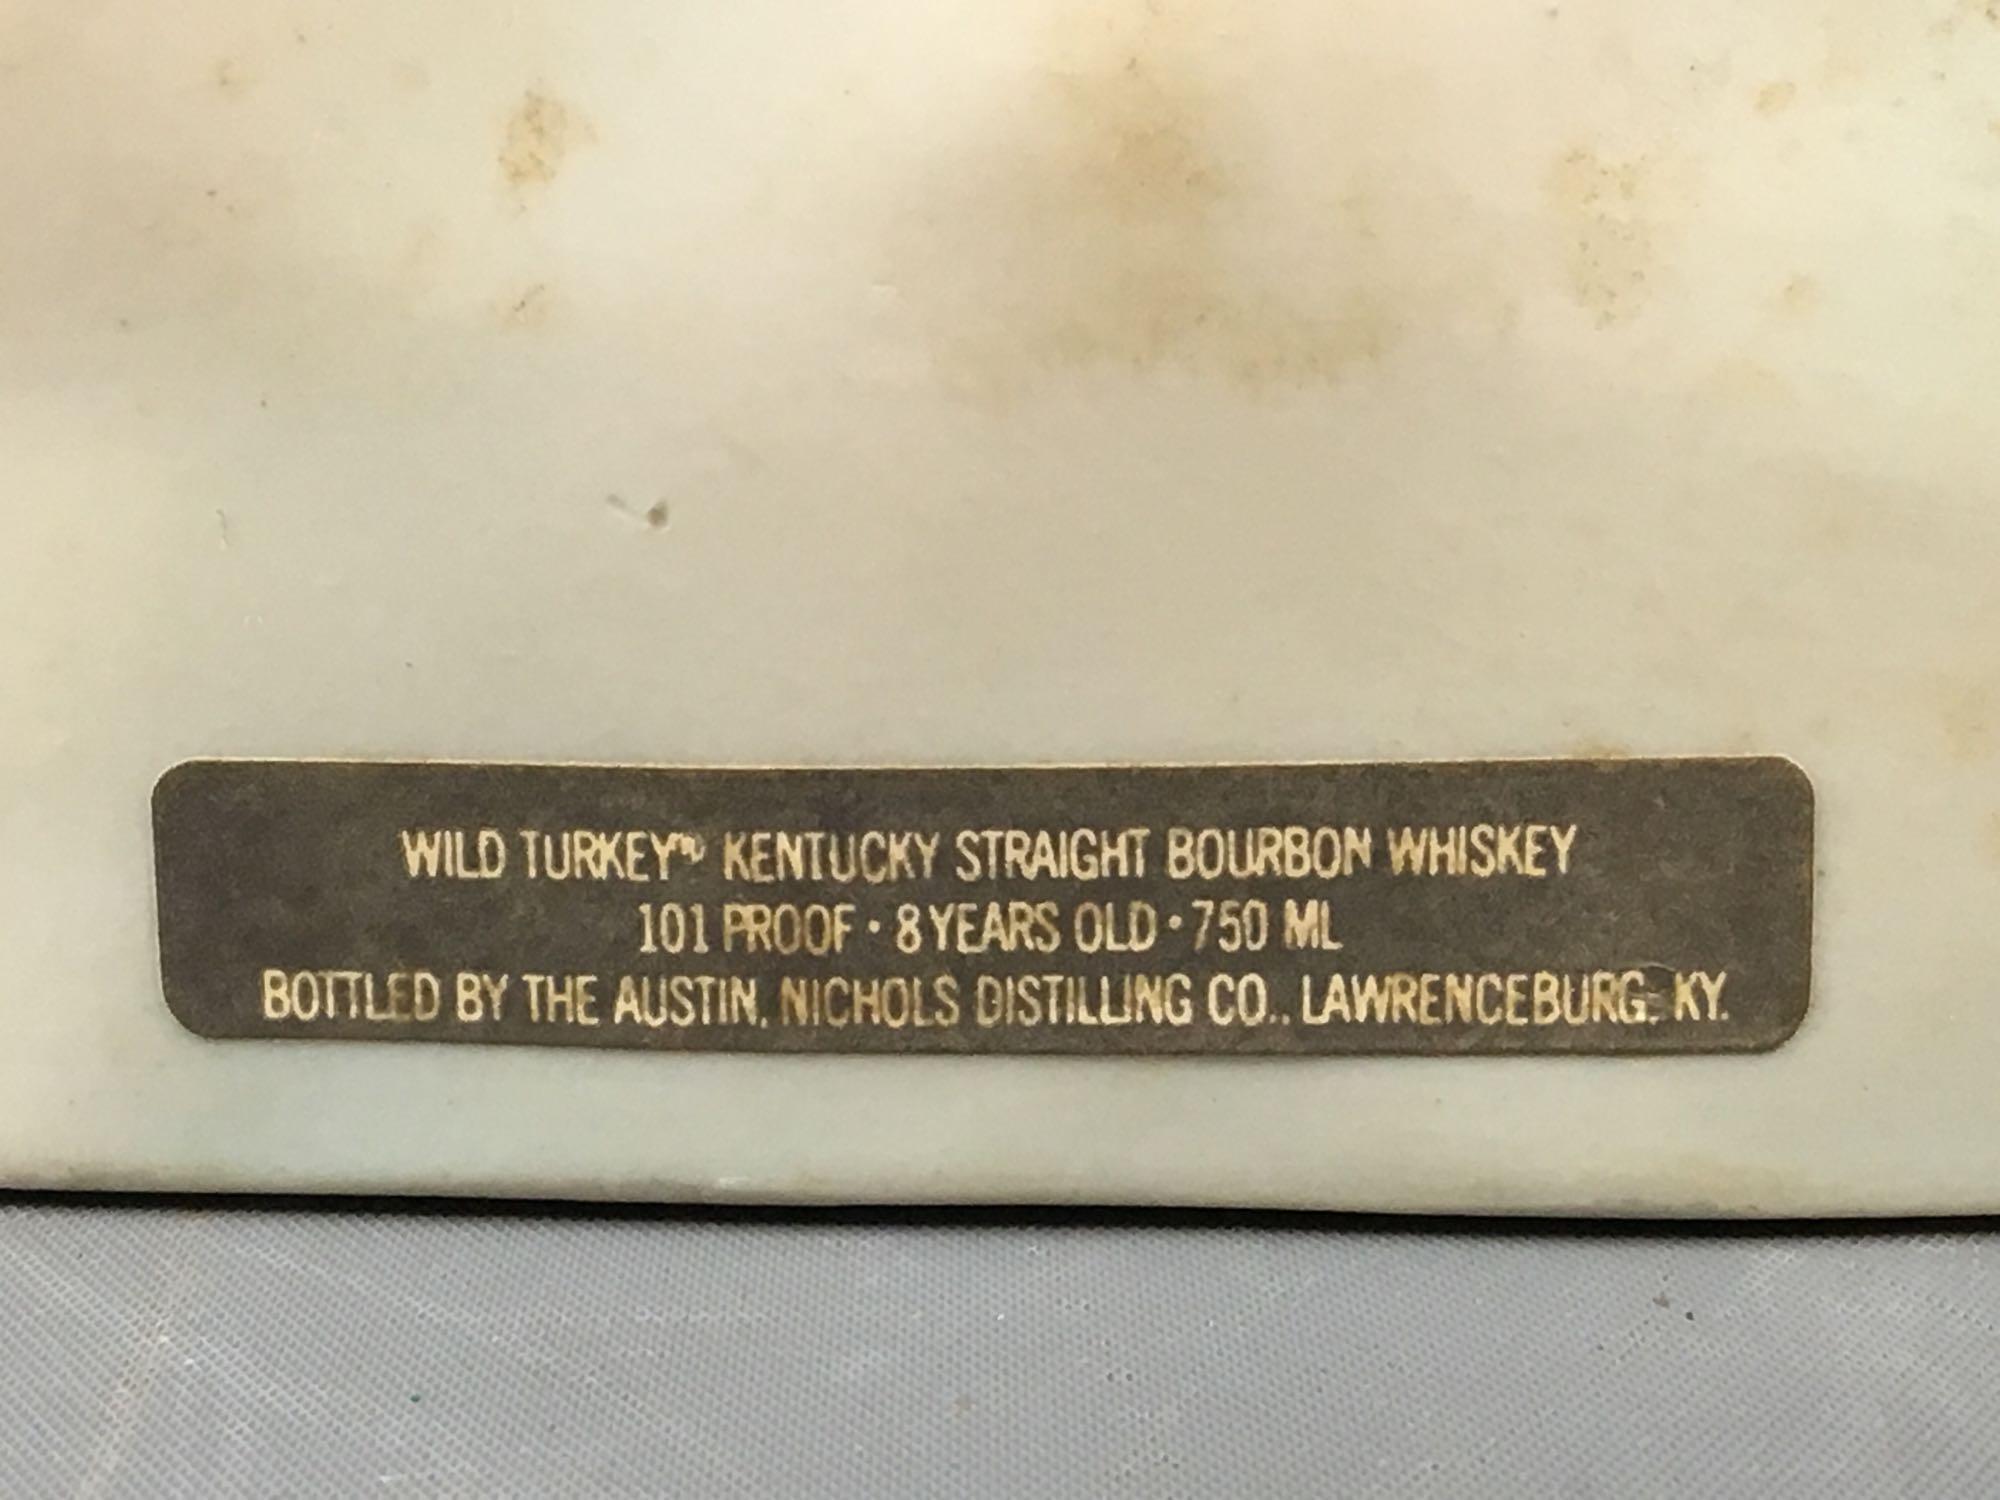 WILD TURKEY™ KENTUCKY STRAIGHT BOURBON WHISKEY
101 PROOF • 8 YEARS OLD • 750 ML
BOTTLED BY THE AUSTIN, NICHOLS DISTILLING CO., LAWRENCEBURG, KY.